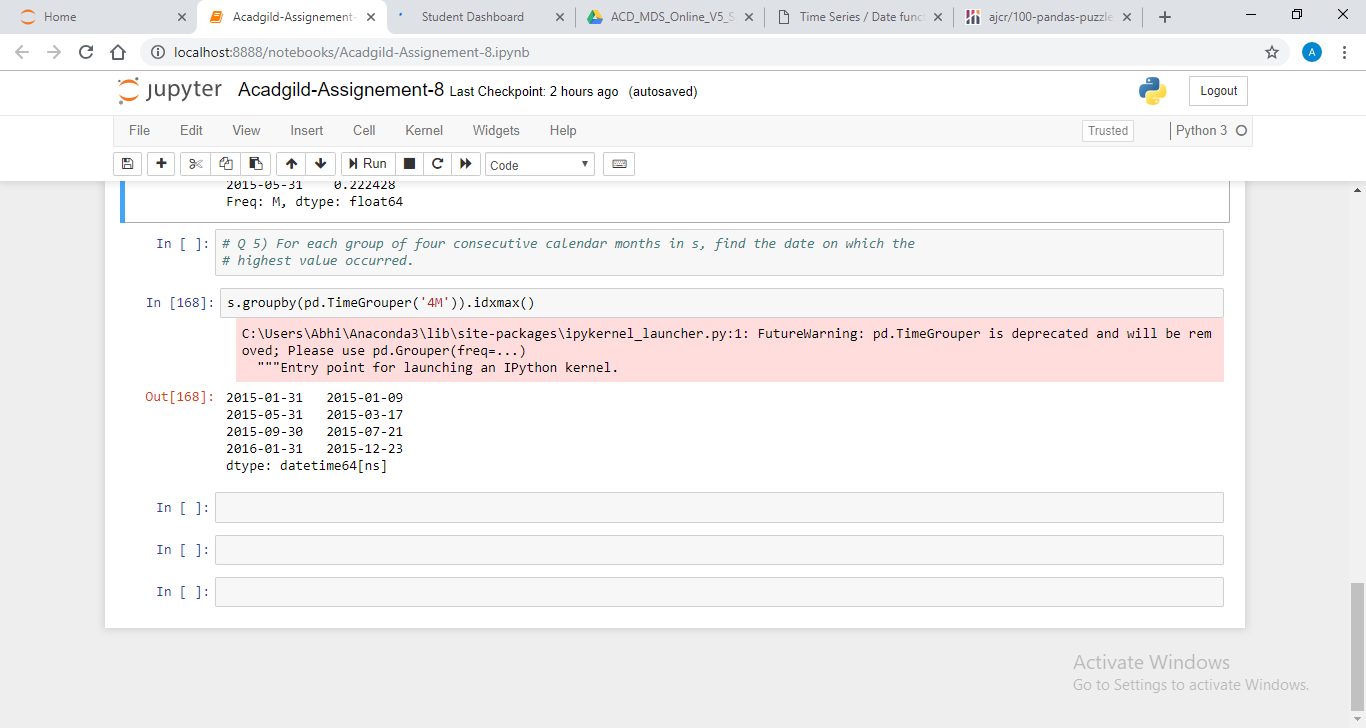 Home
Acadgild-Assignement-
Student Dashboard
ACD_MDS_Online_V5_S
Time Series / Date func
ajcr/100-pandas-puzzle
localhost:8888/notebooks/Acadgild-Assignement-8.ipynb
A
jupyter Acadgild-Assignement-8 Last Checkpoint: 2 hours ago (autosaved)
Logout
File Edit View Insert Cell Kernel Widgets Help
Trusted
Python 3
Run
Code
2015-05-31 0.222428
Freq: M, dtype: float64
In [ ]: # Q 5) For each group of four consecutive calendar months in s, find the date on which the
# highest value occurred.
In [168]: s.groupby(pd.TimeGrouper('4M')).idxmax()
C:\Users\Abhi\Anaconda3\lib\site-packages\ipykernel_launcher.py:1: FutureWarning: pd.TimeGrouper is deprecated and will be rem
oved; Please use pd.Grouper(freq=...)
"""Entry point for launching an IPython kernel.
Out[168]: 2015-01-31 2015-01-09
2015-05-31 2015-03-17
2015-09-30 2015-07-21
2016-01-31 2015-12-23
dtype: datetime64[ns]
In [ ]:
In [ ]:
In [ ]:
Activate Windows
Go to Settings to activate Windows.